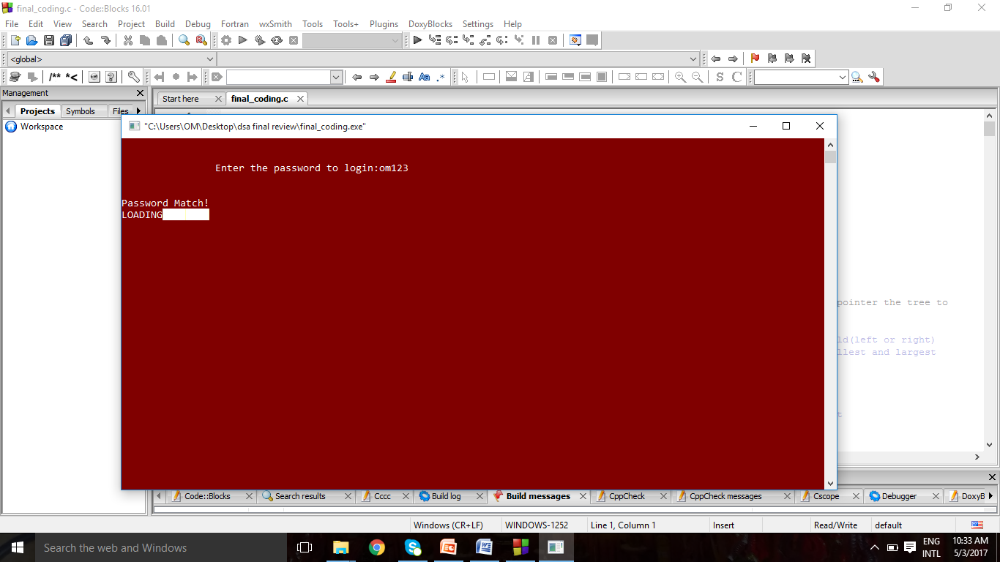 final_coding.c - Code::Blocks 16.01
File Edit View Search Project Build Debug Fortran wxSmith Tools Tools+ Plugins DoxyBlocks Settings Help
<global>
/** *<
Aa .*
S C
Management
Start here final_coding.c
Projects Symbols Files
Workspace
"C:\Users\OM\Desktop\dsa final review\final_coding.exe"
Enter the password to login:om123
Password Match!
LOADING
pointer the tree to
ld(left or right)
llest and largest
t
Code::Blocks Search results Cccc Build log Build messages CppCheck CppCheck messages Cscope Debugger DoxyB
Windows (CR+LF) WINDOWS-1252 Line 1, Column 1 Insert Read/Write default
Search the web and Windows
ENG 10:33 AM
INTL 5/3/2017